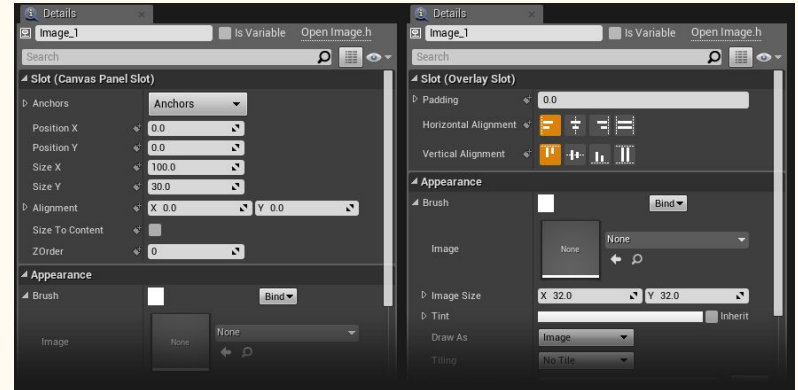 Details
Image_1
Is Variable
Open Image.h
Search
Slot (Canvas Panel Slot)
Anchors
Anchors
Position X
0.0
Position Y
0.0
Size X
100.0
Size Y
30.0
Alignment
X 0.0
Y 0.0
Size To Content
ZOrder
0
Appearance
Brush
Bind
Image
None
None
Details
Image_1
Is Variable
Open Image.h
Search
Slot (Overlay Slot)
Padding
0.0
Horizontal Alignment
Vertical Alignment
Appearance
Brush
Bind
Image
None
None
Image Size
X 32.0
Y 32.0
Tint
Inherit
Draw As
Image
Tiling
No Tile